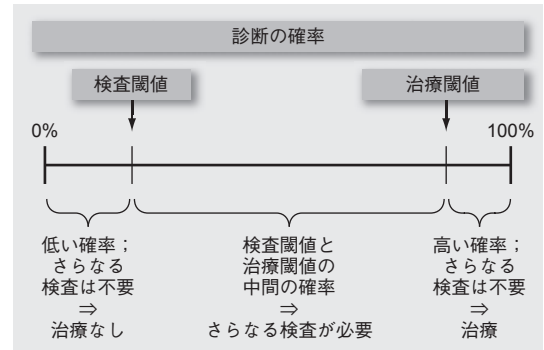 診断の確率
検査閾値
治療閾値
0%
100%
低い確率；
さらなる
検査は不要
⇒
治療なし
検査閾値と
治療閾値の
中間の確率
⇒
さらなる検査が必要
高い確率；
さらなる
検査は不要
⇒
治療